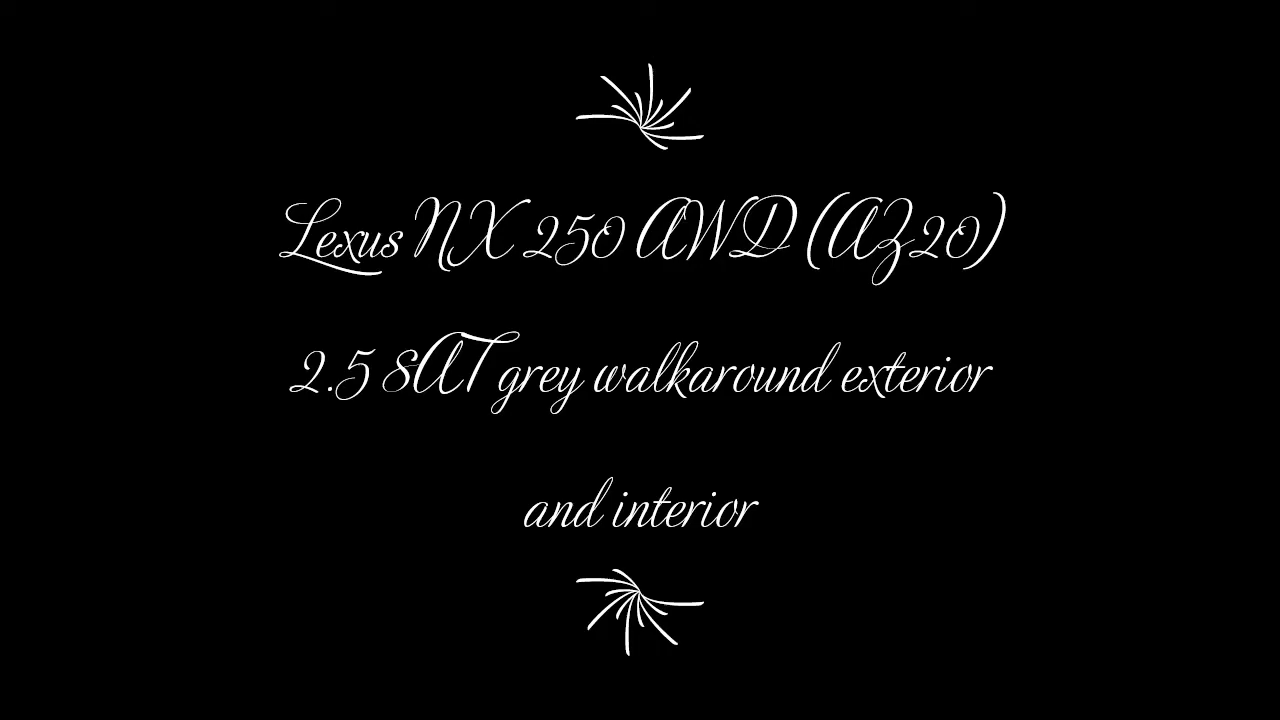 Lexus NX 250 AWD (AZ20)
2.5 8AT grey walkaround exterior
and interior